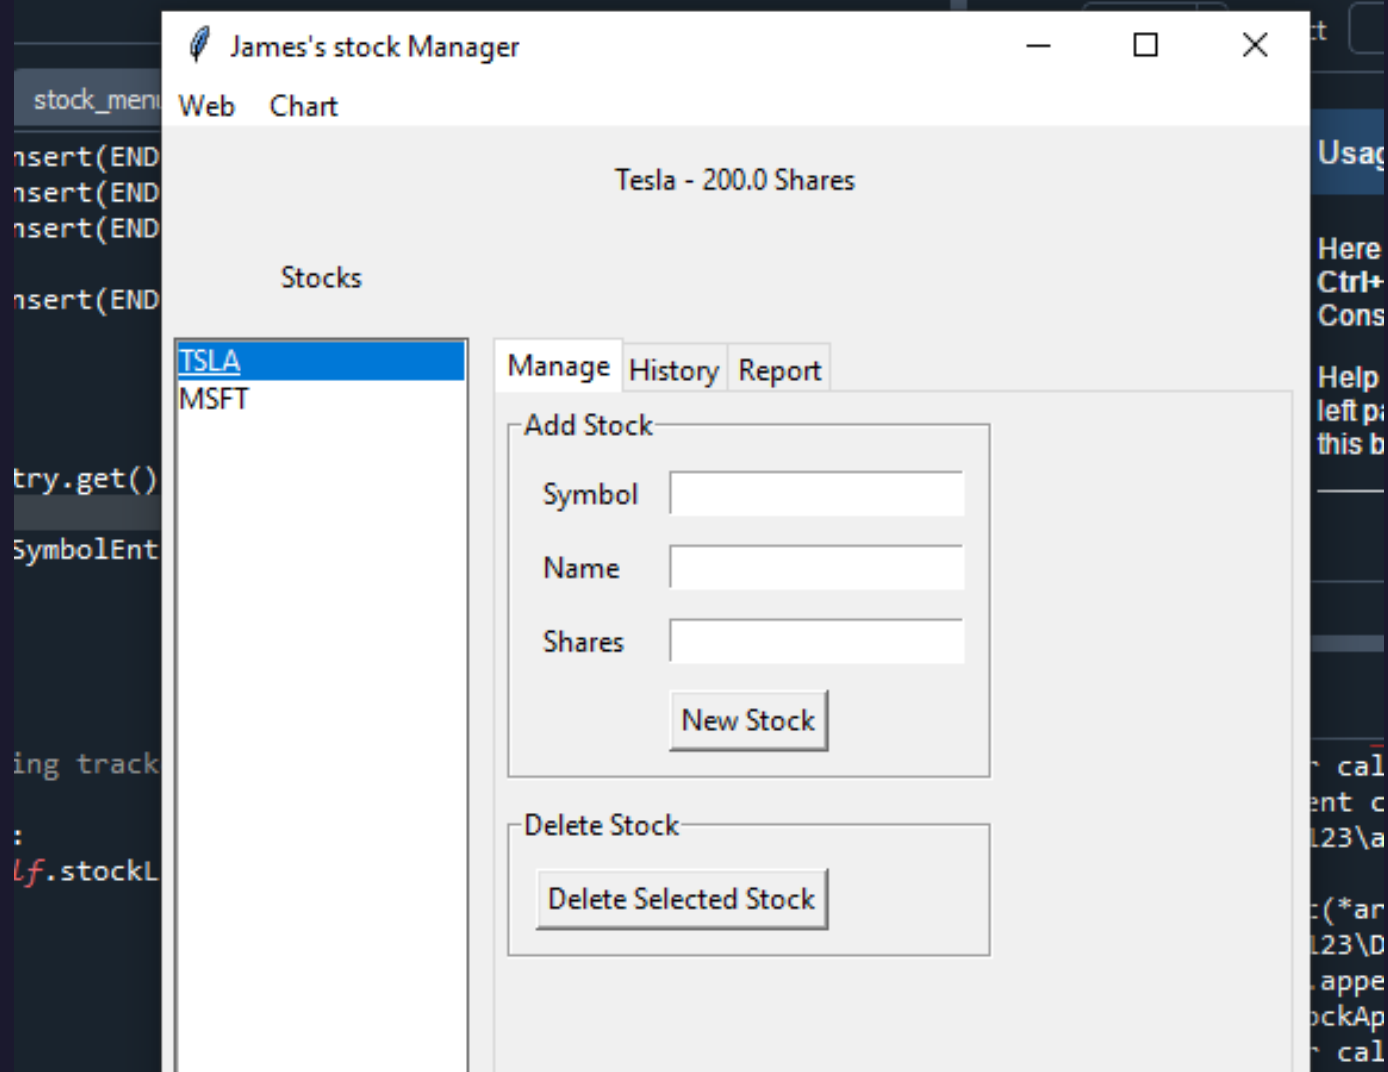 James's stock Manager
Web Chart
Tesla - 200.0 Shares
Stocks
TSLA
MSFT
Manage History Report
Add Stock
Symbol
Name
Shares
New Stock
Delete Stock
Delete Selected Stock
stock_menu
nsert(END
nsert(END
nsert(END
nsert(END
try.get()
SymbolEnt
ing track
:
lf.stockL
ct
Usag
Here
Ctrl+
Cons
Help
left pa
this b
r cal
ent c
123\a
t(*ar
123\D
.appe
ockAp
r cal